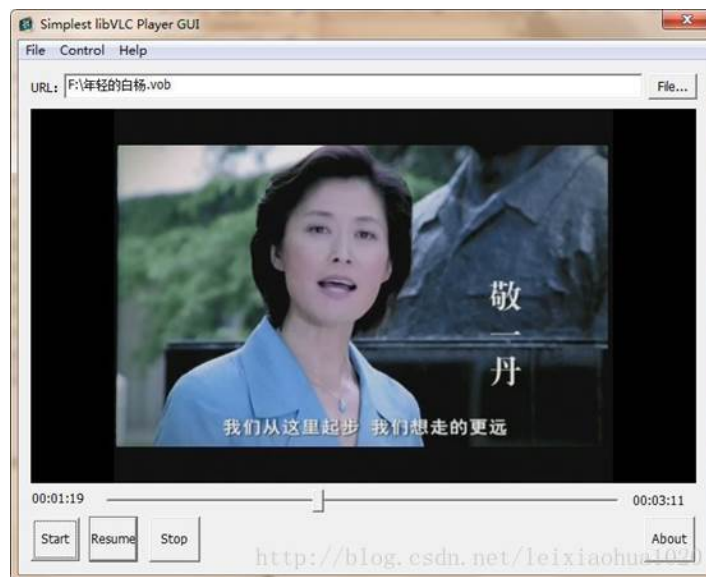 Simplest libVLC Player GUI
File Control Help
URL: F:\年轻的白杨.vob File...
敬一丹
我们从这里起步 我们想走的更远
00:01:19 00:03:11
Start Resume Stop About
http://blog.csdn.net/leixiaohua1020